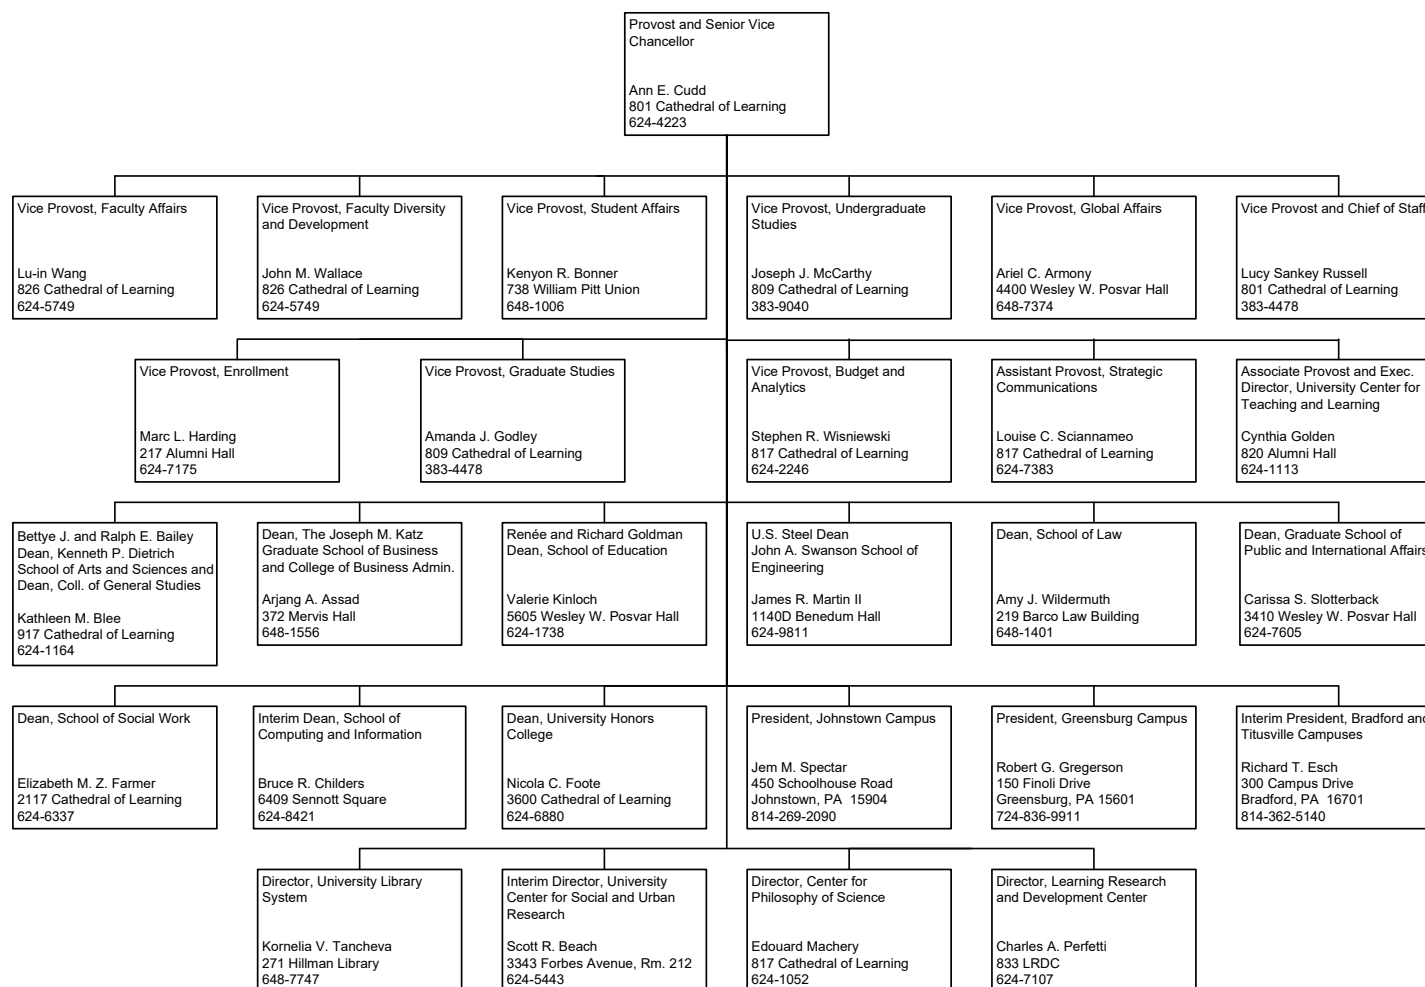 Provost and Senior Vice
Chancellor
Ann E. Cudd
801 Cathedral of Learning
624-4223
Vice Provost, Faculty Affairs
Lu-in Wang
826 Cathedral of Learning
624-5749
Vice Provost, Faculty Diversity
and Development
John M. Wallace
826 Cathedral of Learning
624-5749
Vice Provost, Student Affairs
Kenyon R. Bonner
738 William Pitt Union
648-1006
Vice Provost, Undergraduate
Studies
Joseph J. McCarthy
809 Cathedral of Learning
383-9040
Vice Provost, Global Affairs
Ariel C. Armony
4400 Wesley W. Posvar Hall
648-7374
Vice Provost and Chief of Staff
Lucy Sankey Russell
801 Cathedral of Learning
383-4478
Vice Provost, Enrollment
Marc L. Harding
217 Alumni Hall
624-7175
Vice Provost, Graduate Studies
Amanda J. Godley
809 Cathedral of Learning
383-4478
Vice Provost, Budget and
Analytics
Stephen R. Wisniewski
817 Cathedral of Learning
624-2246
Assistant Provost, Strategic
Communications
Louise C. Sciannameo
817 Cathedral of Learning
624-7383
Associate Provost and Exec.
Director, University Center for
Teaching and Learning
Cynthia Golden
820 Alumni Hall
624-1113
Bettye J. and Ralph E. Bailey
Dean, Kenneth P. Dietrich
School of Arts and Sciences and
Dean, Coll. of General Studies
Kathleen M. Blee
917 Cathedral of Learning
624-1164
Dean, The Joseph M. Katz
Graduate School of Business
and College of Business Admin.
Arjang A. Assad
372 Mervis Hall
648-1556
Renée and Richard Goldman
Dean, School of Education
Valerie Kinloch
5605 Wesley W. Posvar Hall
624-1738
U.S. Steel Dean
John A. Swanson School of
Engineering
James R. Martin II
1140D Benedum Hall
624-9811
Dean, School of Law
Amy J. Wildermuth
219 Barco Law Building
648-1401
Dean, Graduate School of
Public and International Affairs
Carissa S. Slotterback
3410 Wesley W. Posvar Hall
624-7605
Dean, School of Social Work
Elizabeth M. Z. Farmer
2117 Cathedral of Learning
624-6337
Interim Dean, School of
Computing and Information
Bruce R. Childers
6409 Sennott Square
624-8421
Dean, University Honors
College
Nicola C. Foote
3600 Cathedral of Learning
624-6880
President, Johnstown Campus
Jem M. Spectar
450 Schoolhouse Road
Johnstown, PA  15904
814-269-2090
President, Greensburg Campus
Robert G. Gregerson
150 Finoli Drive
Greensburg, PA 15601
724-836-9911
Interim President, Bradford and
Titusville Campuses
Richard T. Esch
300 Campus Drive
Bradford, PA  16701
814-362-5140
Director, University Library
System
Kornelia V. Tancheva
271 Hillman Library
648-7747
Interim Director, University
Center for Social and Urban
Research
Scott R. Beach
3343 Forbes Avenue, Rm. 212
624-5443
Director, Center for
Philosophy of Science
Edouard Machery
817 Cathedral of Learning
624-1052
Director, Learning Research
and Development Center
Charles A. Perfetti
833 LRDC
624-7107